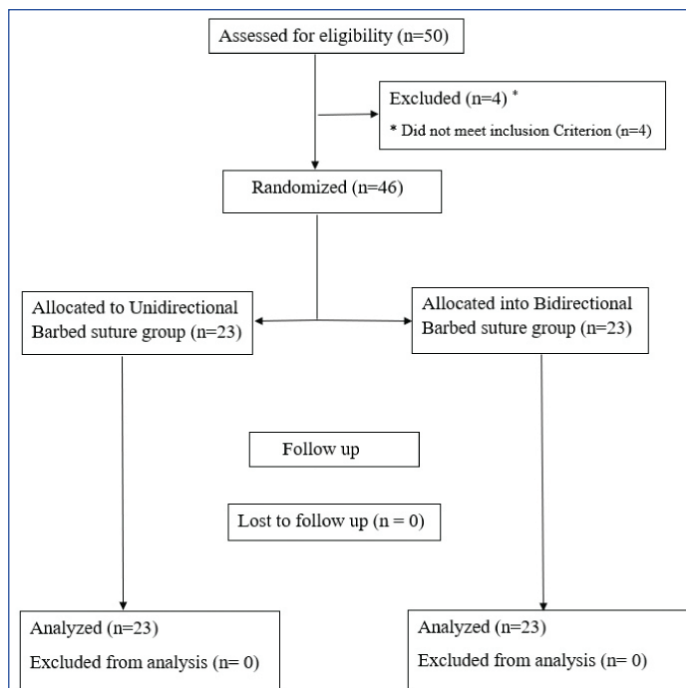 Assessed for eligibility (n=50)
Excluded (n=4) *
* Did not meet inclusion Criterion (n=4)
Randomized (n=46)
Allocated to Unidirectional
Barbed suture group (n=23)
Allocated into Bidirectional
Barbed suture group (n=23)
Follow up
Lost to follow up (n = 0)
Analyzed (n=23)
Excluded from analysis (n= 0)
Analyzed (n=23)
Excluded from analysis (n= 0)